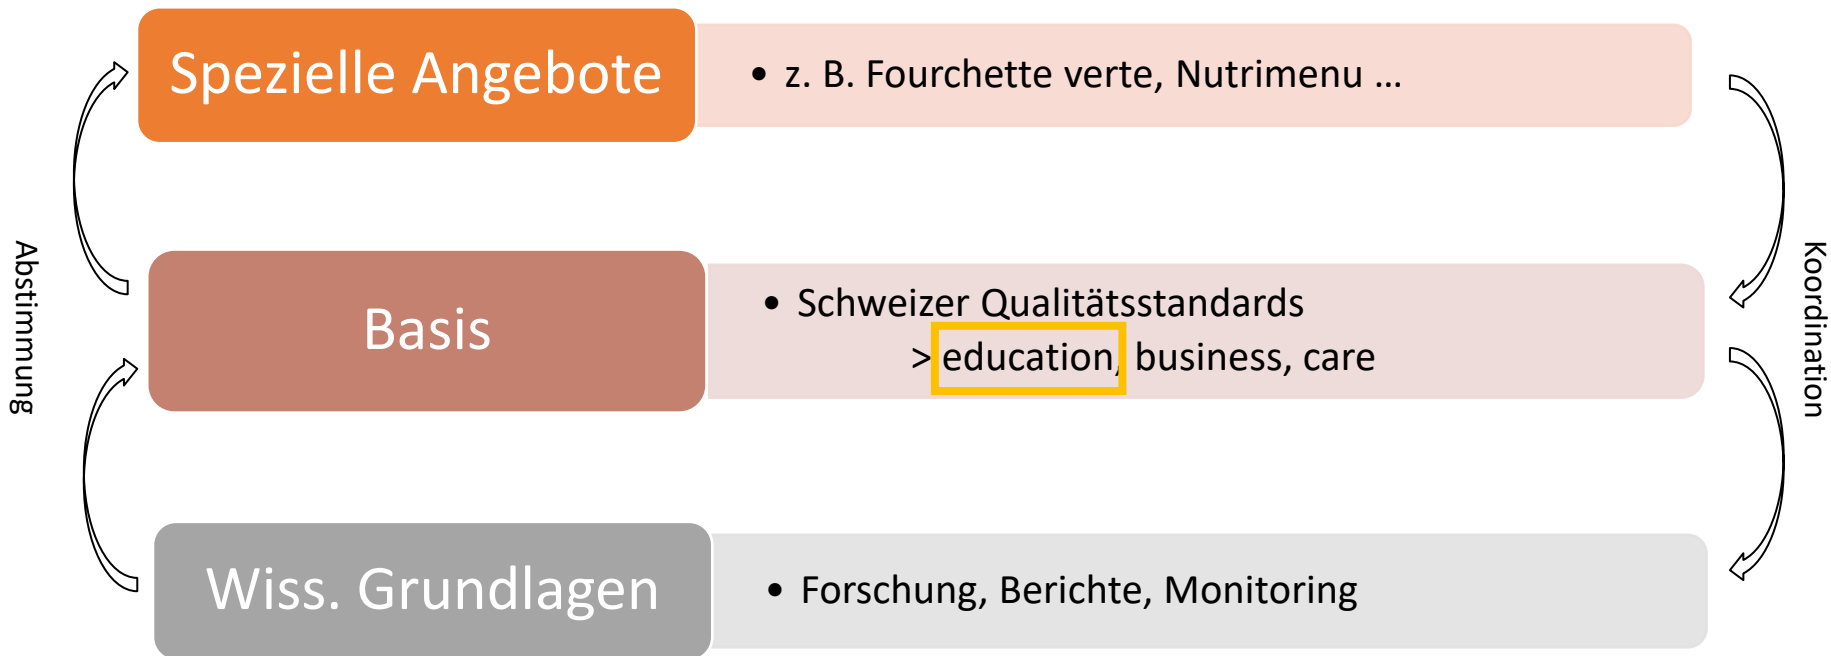 Spezielle Angebote
• z. B. Fourchette verte, Nutrimenu ...
Abstimmung
Basis
• Schweizer Qualitätsstandards
> education, business, care
Koordination
Wiss. Grundlagen
• Forschung, Berichte, Monitoring